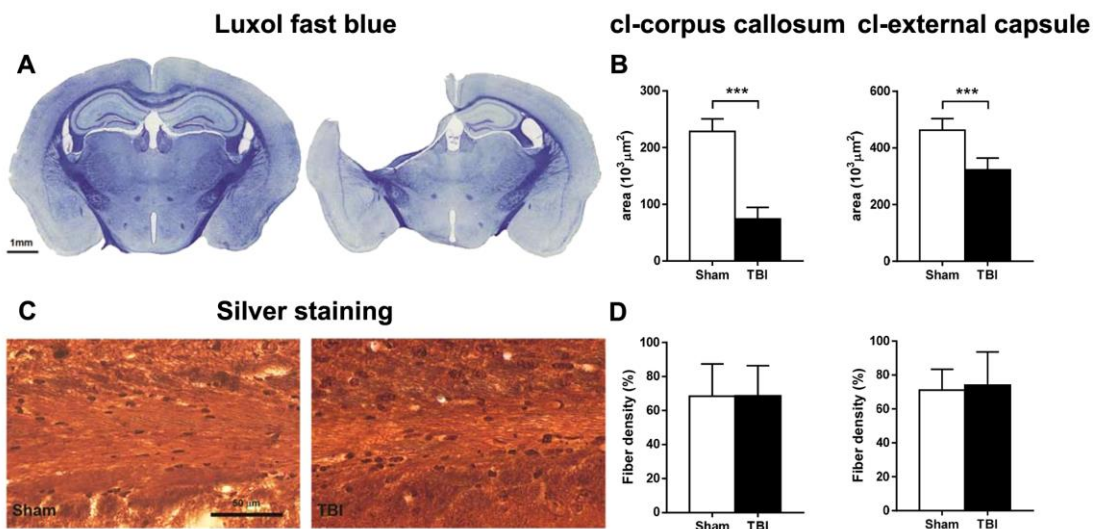 Luxol fast blue
cl-corpus callosum cl-external capsule
A
1mm
B
300
200
100
0
area (10³ µm²)
***
Sham TBI
600
400
200
0
area (10³ µm²)
***
Sham TBI
C
Silver staining
Sham
50 µm
TBI
D
100
80
60
40
20
0
Fiber density (%)
Sham TBI
100
80
60
40
20
0
Fiber density (%)
Sham TBI